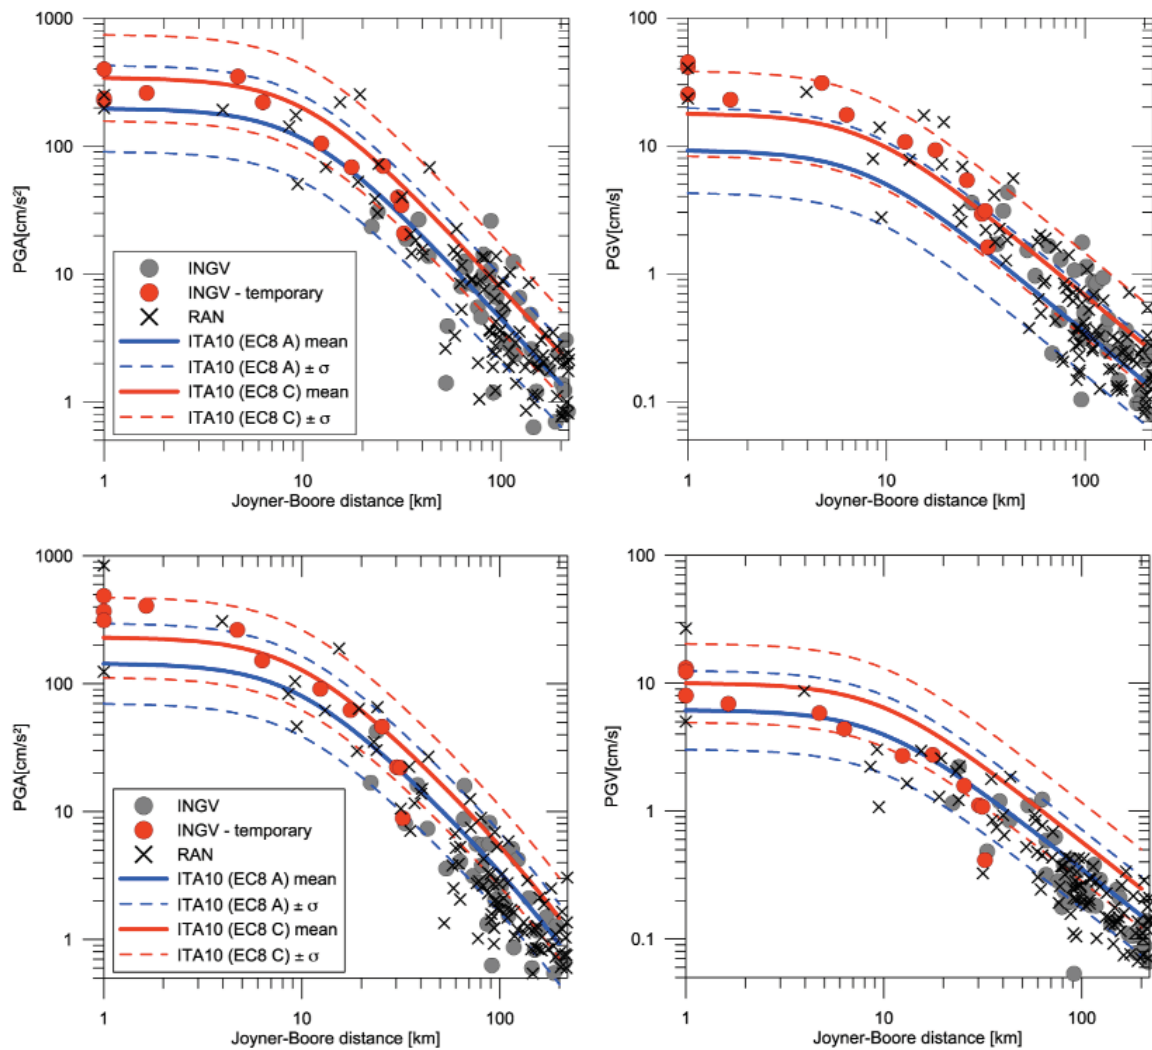 1000
100
10
1
PGA[cm/s²]
INGV
INGV - temporary
RAN
ITA10 (EC8 A) mean
ITA10 (EC8 A) ± σ
ITA10 (EC8 C) mean
ITA10 (EC8 C) ± σ
1 10 100
Joyner-Boore distance [km]
100
10
1
0.1
PGV[cm/s]
1 10 100
Joyner-Boore distance [km]
1000
100
10
1
PGA[cm/s²]
INGV
INGV - temporary
RAN
ITA10 (EC8 A) mean
ITA10 (EC8 A) ± σ
ITA10 (EC8 C) mean
ITA10 (EC8 C) ± σ
1 10 100
Joyner-Boore distance [km]
100
10
1
0.1
PGV[cm/s]
1 10 100
Joyner-Boore distance [km]